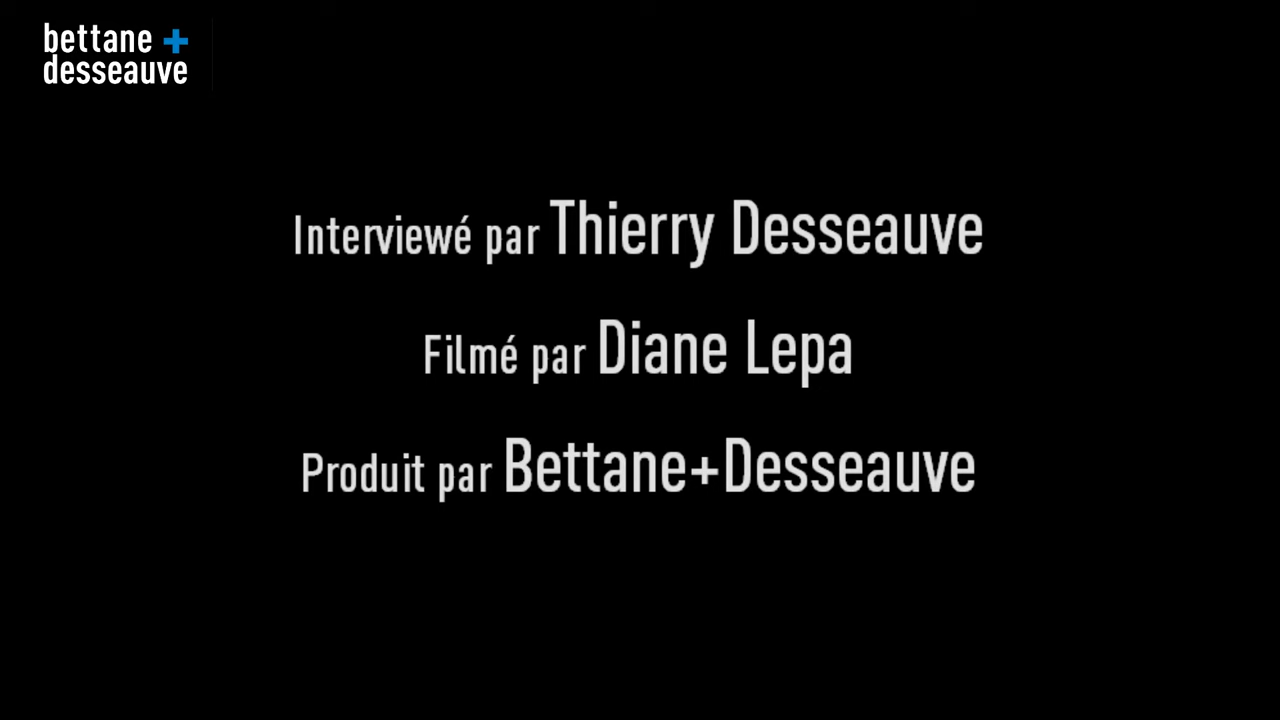 bettane +
desseauve
Interviewé par Thierry Desseauve
Filmé par Diane Lepa
Produit par Bettane+Desseauve